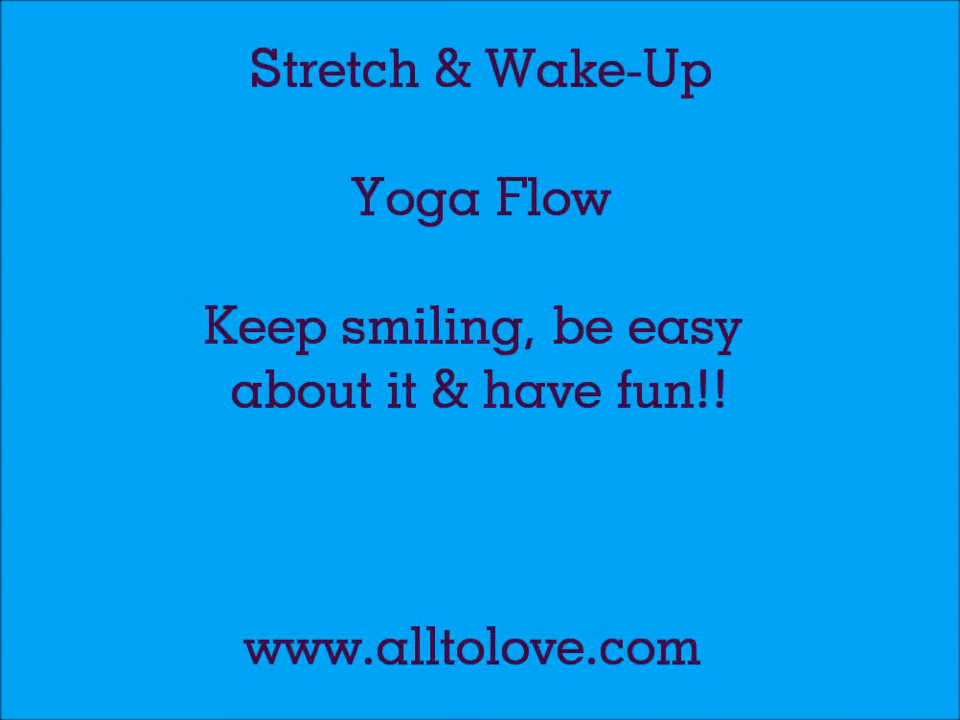 Stretch & Wake-Up
Yoga Flow
Keep smiling, be easy
about it & have fun!!
www.alltolove.com